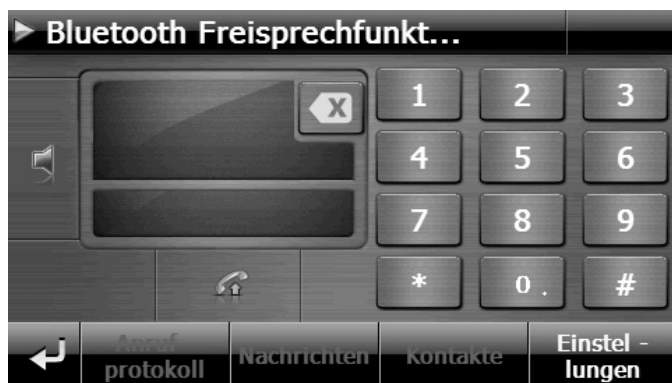 Bluetooth Freisprechfunkt...
X
1 2 3
4 5 6
7 8 9
* 0 . #
Anruf
protokoll
Nachrichten
Kontakte
Einstel -
lungen